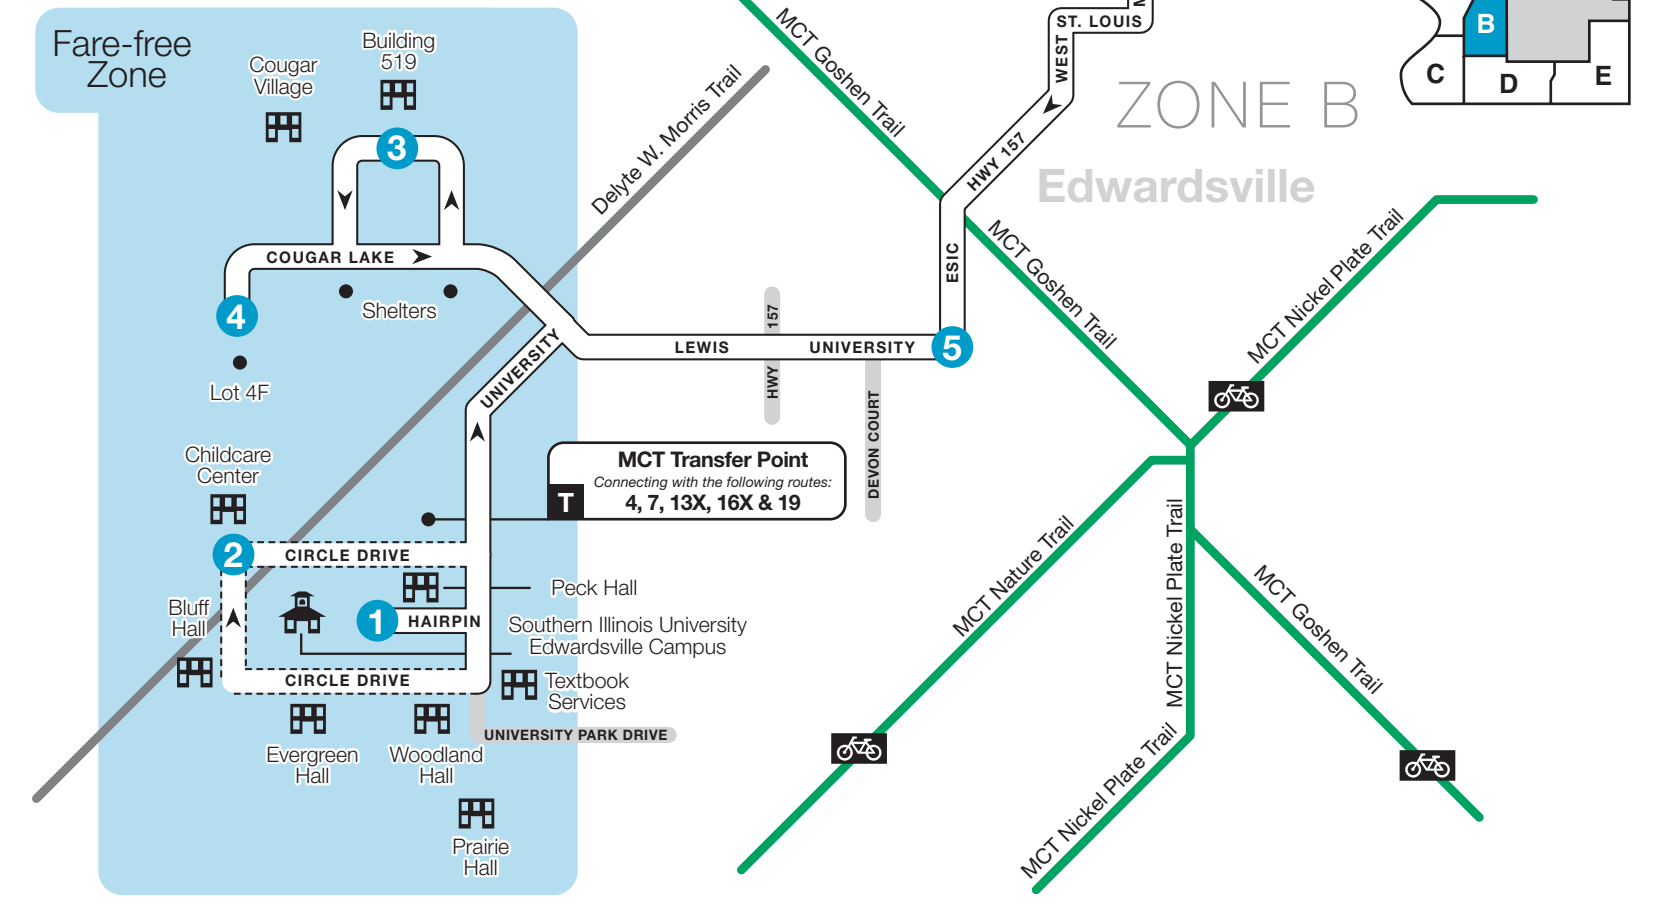 Fare-free
Zone
Cougar
Village
Building
519
3
COUGAR LAKE
4
Shelters
Lot 4F
Childcare
Center
2
CIRCLE DRIVE
Bluff
Hall
1
HAIRPIN
CIRCLE DRIVE
Evergreen
Hall
Woodland
Hall
Prairie
Hall
Peck Hall
Southern Illinois University
Edwardsville Campus
Textbook
Services
UNIVERSITY PARK DRIVE
UNIVERSITY
Delyte W. Morris Trail
LEWIS
UNIVERSITY
5
HWY 157
DEVON COURT
T
MCT Transfer Point
Connecting with the following routes:
4, 7, 13X, 16X & 19
MCT Goshen Trail
ST. LOUIS
WEST
HWY 157
ESIC
ZONE B
Edwardsville
B
C
D
E
MCT Goshen Trail
MCT Nickel Plate Trail
MCT Nature Trail
MCT Nickel Plate Trail
MCT Goshen Trail
MCT Nickel Plate Trail